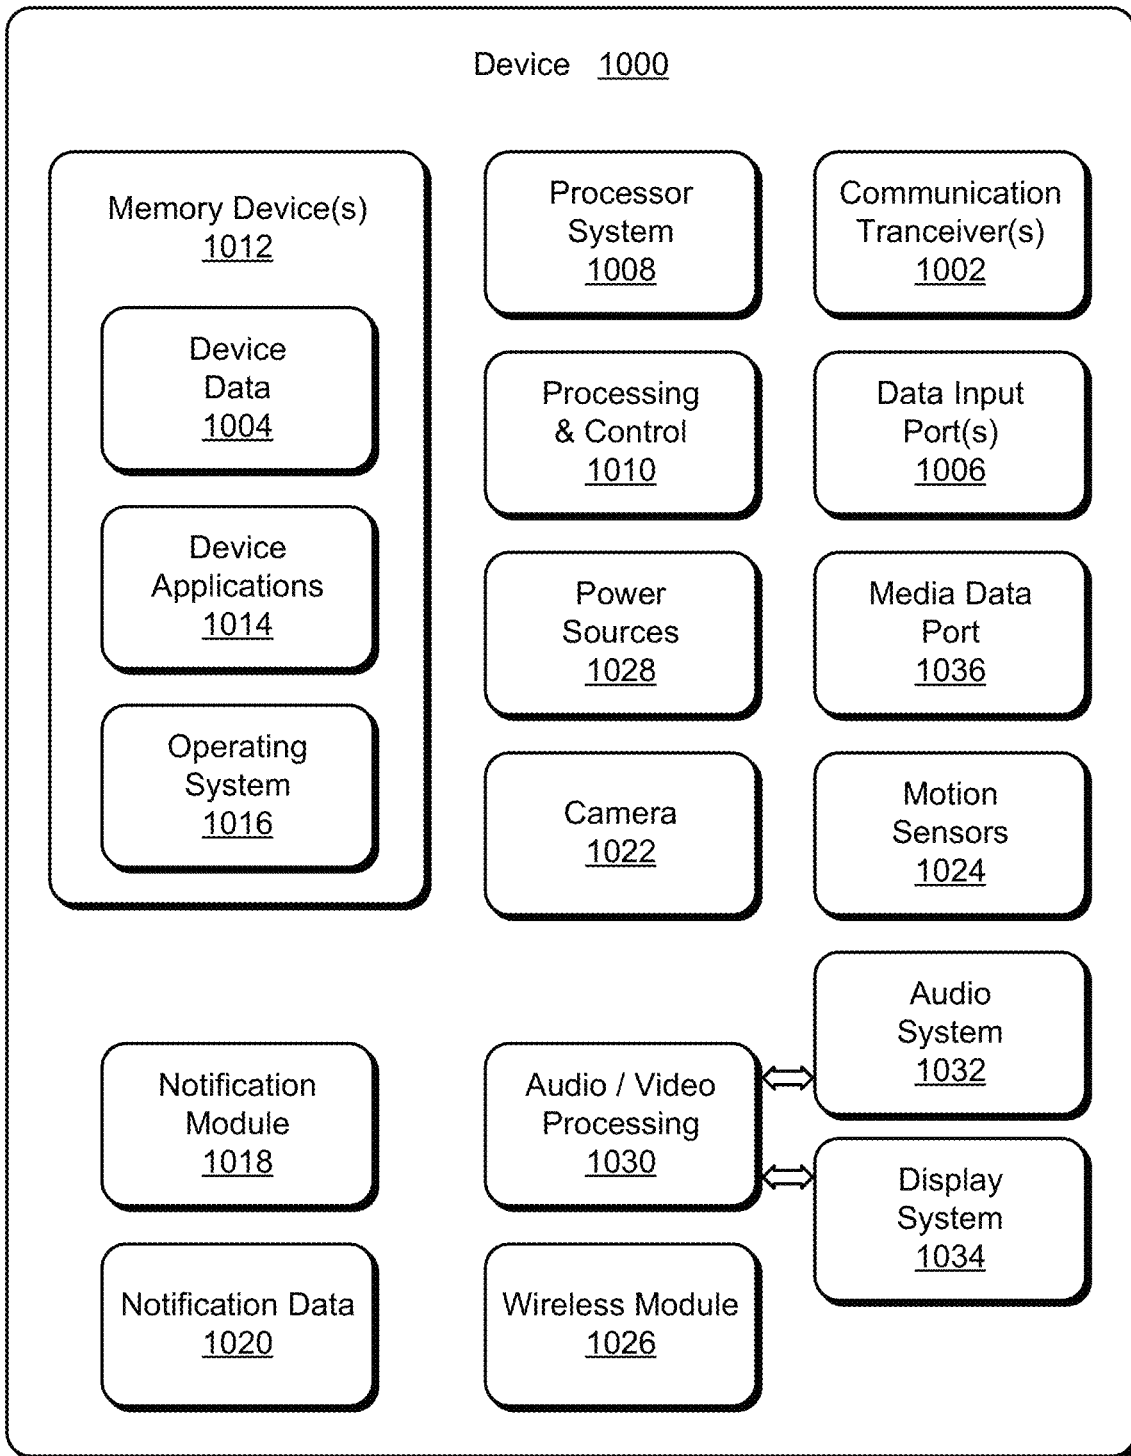 Device 1000
Memory Device(s)
1012
Device
Data
1004
Device
Applications
1014
Operating
System
1016
Processor
System
1008
Communication
Tranceiver(s)
1002
Processing
& Control
1010
Data Input
Port(s)
1006
Power
Sources
1028
Media Data
Port
1036
Camera
1022
Motion
Sensors
1024
Notification
Module
1018
Audio / Video
Processing
1030
Audio
System
1032
Display
System
1034
Notification Data
1020
Wireless Module
1026